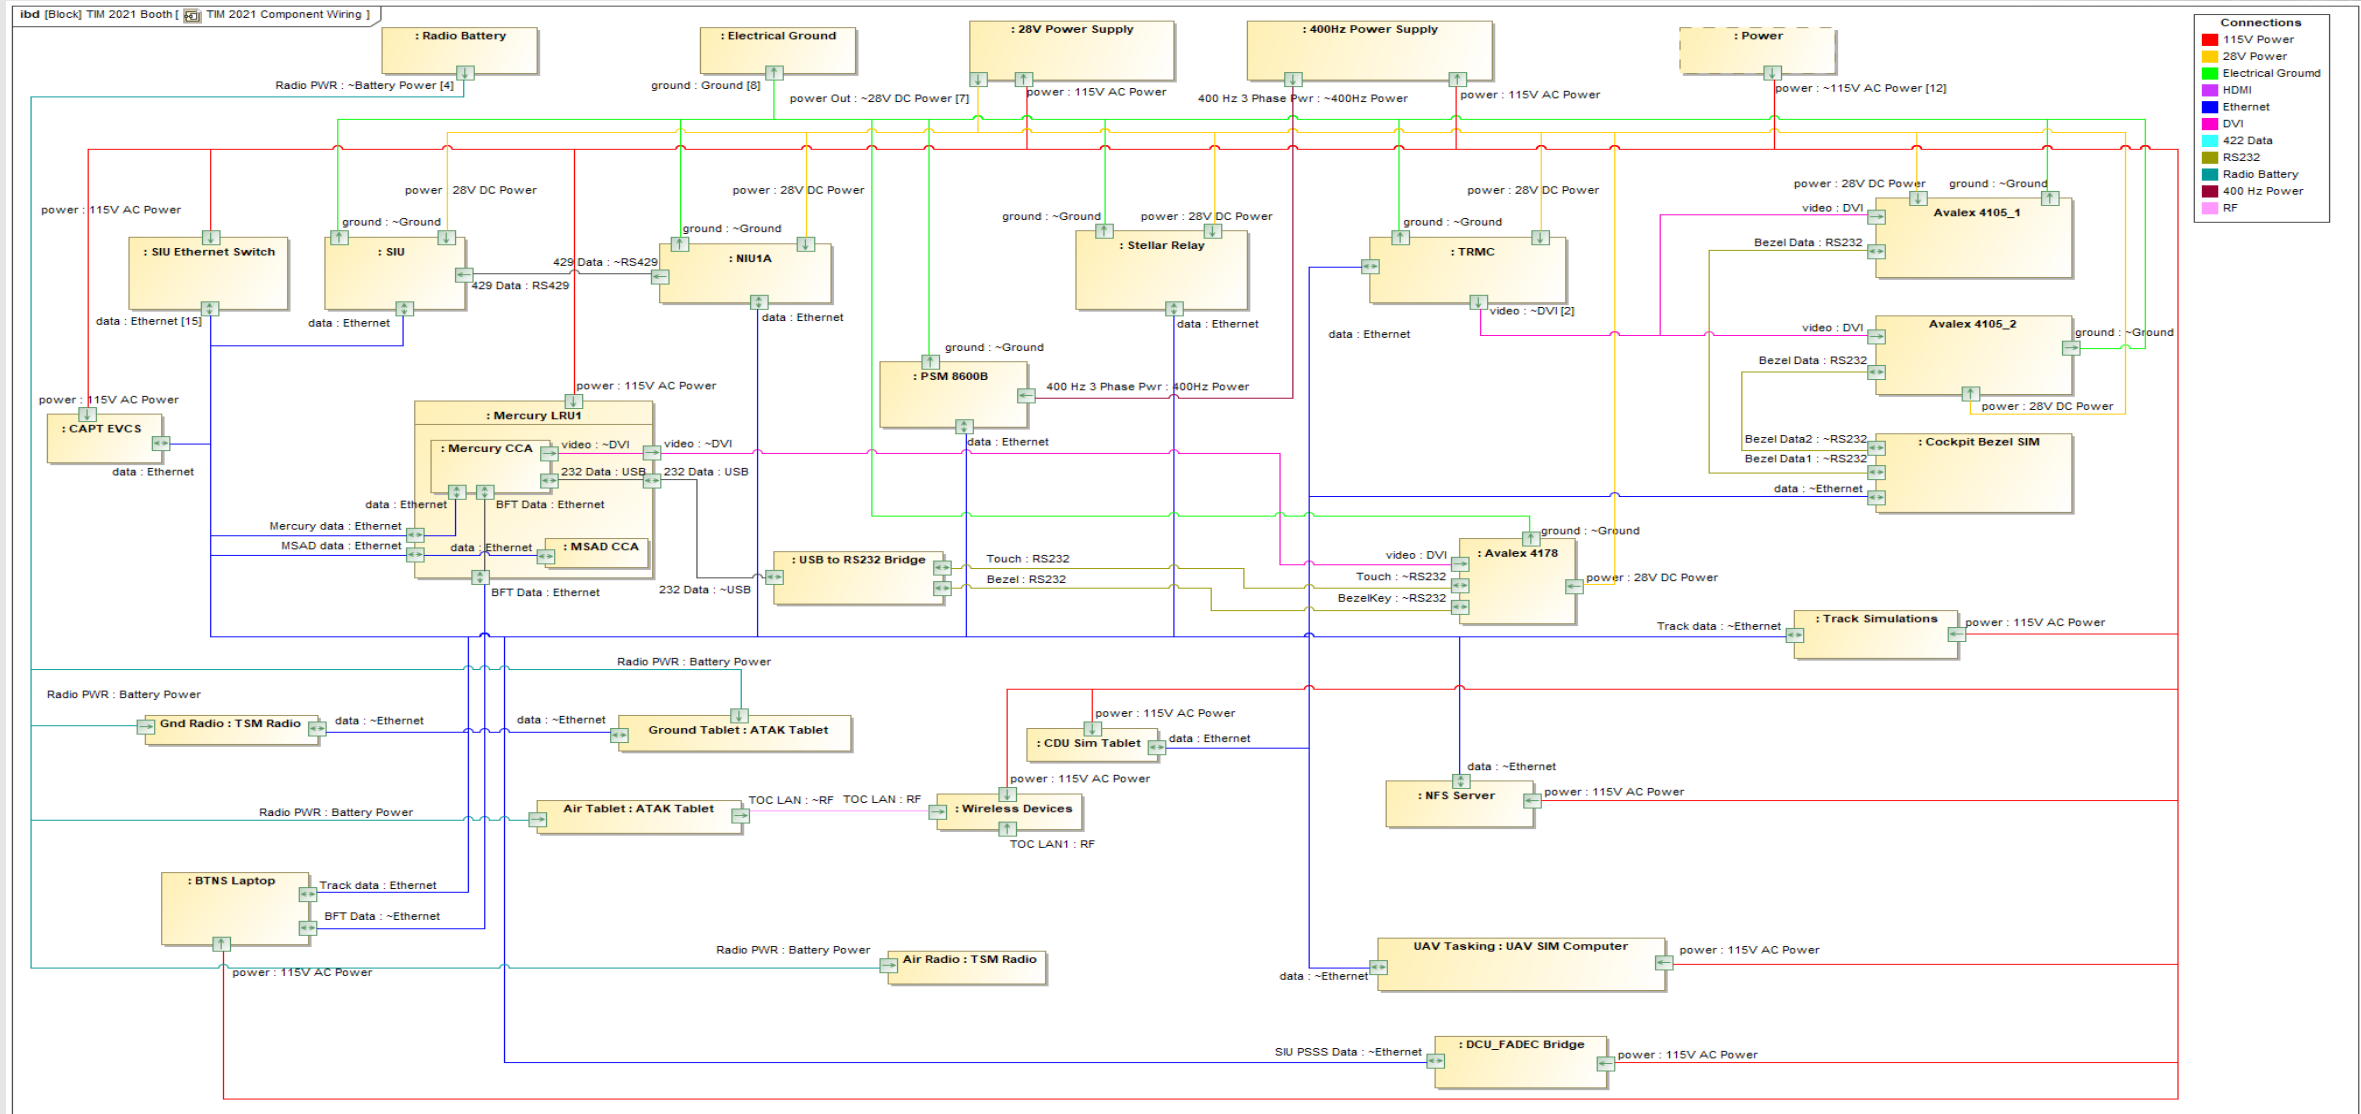 ibd [Block] TIM 2021 Booth [ TIM 2021 Component Wiring ]
: Radio Battery
: Electrical Ground
: 28V Power Supply
: 400Hz Power Supply
: Power
Connections
115V Power
28V Power
Electrical Groumd
HDMI
Ethernet
DVI
422 Data
RS232
Radio Battery
400 Hz Power
RF
Radio PWR : ~Battery Power [4]
ground : Ground [8]
power Out : ~28V DC Power [7]
power : 115V AC Power
400 Hz 3 Phase Pwr : ~400Hz Power
power : 115V AC Power
power : ~115V AC Power [12]
power : 115V AC Power
power : 28V DC Power
power : 28V DC Power
power : 28V DC Power
power : 28V DC Power
ground : ~Ground
ground : ~Ground
ground : ~Ground
ground : ~Ground
power : 28V DC Power
ground : ~Ground
video : DVI
Avalex 4105_1
Bezel Data : RS232
: SIU Ethernet Switch
: SIU
: NIU1A
: Stellar Relay
: TRMC
429 Data : ~RS429
429 Data : RS429
data : Ethernet [15]
data : Ethernet
data : Ethernet
data : Ethernet
video : ~DVI [2]
data : Ethernet
video : DVI
Avalex 4105_2
ground : ~Ground
Bezel Data : RS232
power : 28V DC Power
ground : ~Ground
: PSM 8600B
400 Hz 3 Phase Pwr : 400Hz Power
data : Ethernet
power : 115V AC Power
: CAPT EVCS
data : Ethernet
power : 115V AC Power
: Mercury LRU1
: Mercury CCA
video : ~DVI
video : ~DVI
232 Data : USB
232 Data : USB
data : Ethernet
BFT Data : Ethernet
Mercury data : Ethernet
MSAD data : Ethernet
data : Ethernet
: MSAD CCA
BFT Data : Ethernet
232 Data : ~USB
Bezel Data2 : ~RS232
Bezel Data1 : ~RS232
: Cockpit Bezel SIM
data : ~Ethernet
: USB to RS232 Bridge
Touch : RS232
Bezel : RS232
ground : ~Ground
video : DVI
: Avalex 4178
Touch : ~RS232
BezelKey : ~RS232
power : 28V DC Power
Track data : ~Ethernet
: Track Simulations
power : 115V AC Power
Radio PWR : Battery Power
Radio PWR : Battery Power
Gnd Radio : TSM Radio
data : ~Ethernet
data : ~Ethernet
Ground Tablet : ATAK Tablet
power : 115V AC Power
: CDU Sim Tablet
data : Ethernet
power : 115V AC Power
data : ~Ethernet
: NFS Server
power : 115V AC Power
Radio PWR : Battery Power
Air Tablet : ATAK Tablet
TOC LAN : ~RF
TOC LAN : RF
: Wireless Devices
TOC LAN1 : RF
: BTNS Laptop
Track data : Ethernet
BFT Data : ~Ethernet
power : 115V AC Power
Radio PWR : Battery Power
Air Radio : TSM Radio
UAV Tasking : UAV SIM Computer
power : 115V AC Power
data : ~Ethernet
SIU PSSS Data : ~Ethernet
: DCU_FADEC Bridge
power : 115V AC Power